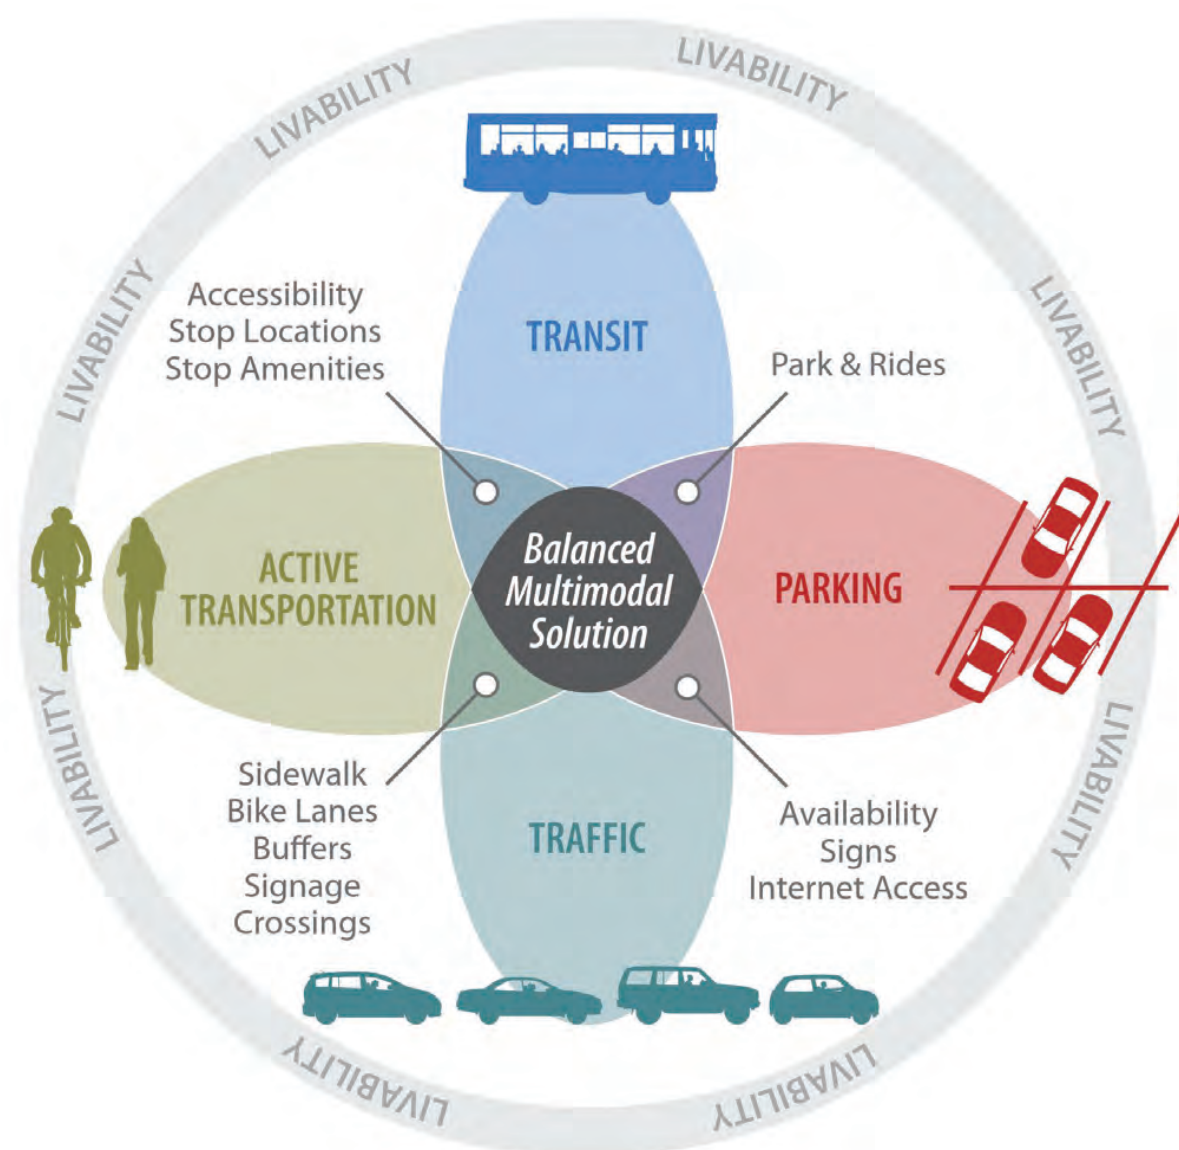 LIVABILITY
LIVABILITY
LIVABILITY
LIVABILITY
TRANSIT
Accessibility
Stop Locations
Stop Amenities
Park & Rides
ACTIVE
TRANSPORTATION
Balanced
Multimodal
Solution
PARKING
Sidewalk
Bike Lanes
Buffers
Signage
Crossings
TRAFFIC
Availability
Signs
Internet Access
LIVABILITY
LIVABILITY
LIVABILITY
LIVABILITY